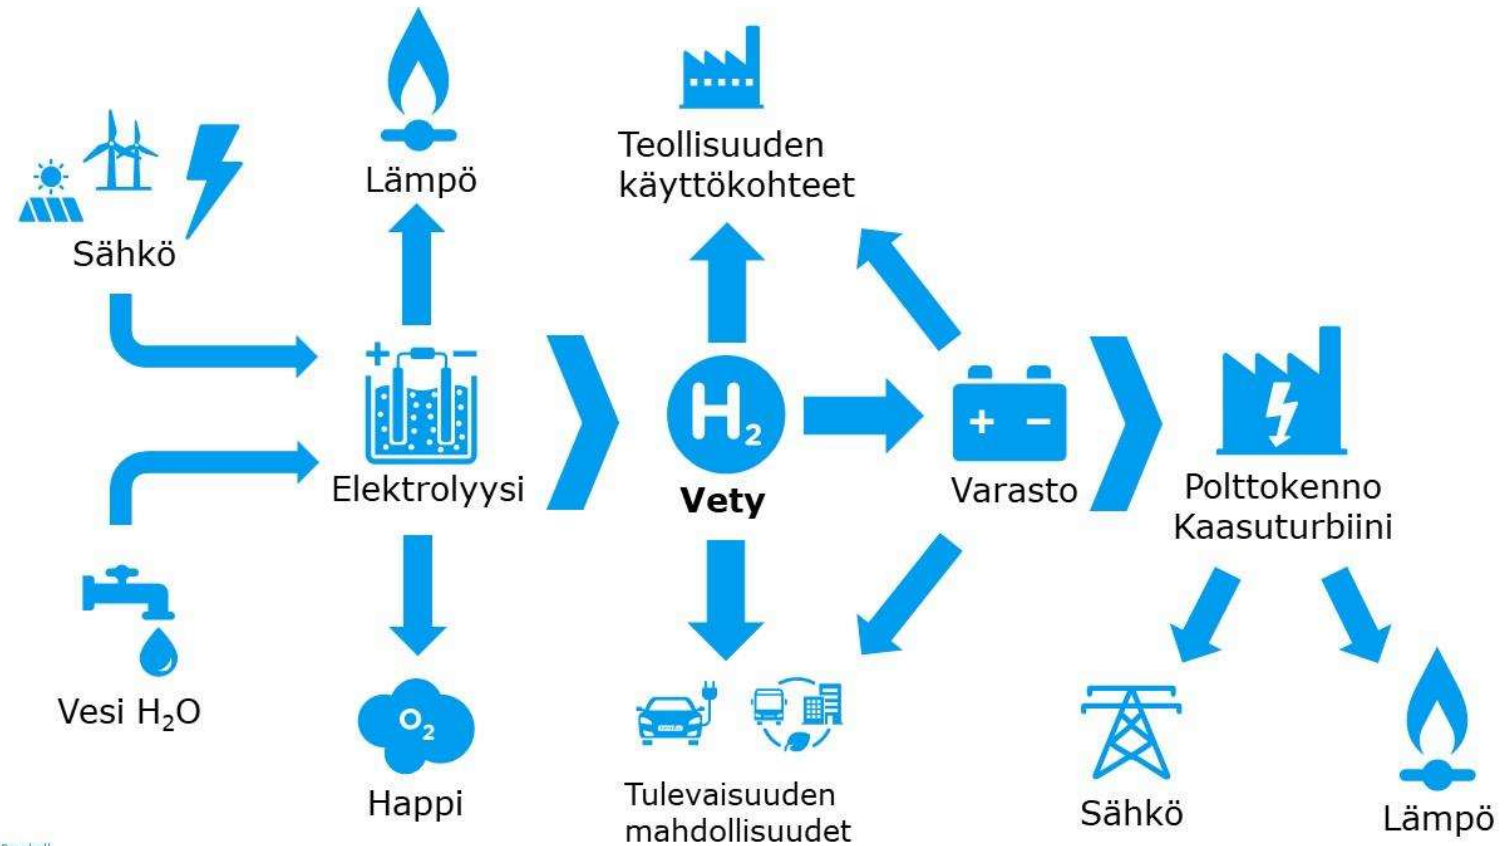 Lämpö
Teollisuuden
käyttökohteet
Sähkö
+ −
H₂
+ −
Elektrolyysi
Vety
Varasto
Polttokenno
Kaasuturbiini
Vesi H₂O
O₂
Happi
Tulevaisuuden
mahdollisuudet
Sähkö
Lämpö